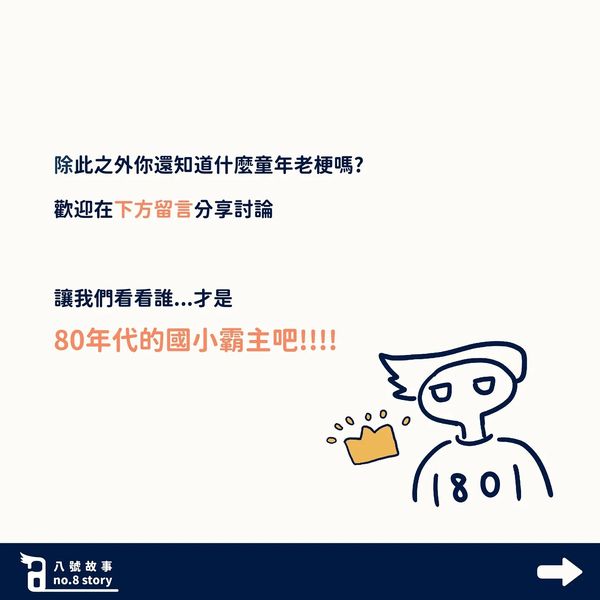 除此之外你還知道什麼童年老梗嗎?
歡迎在下方留言分享討論
讓我們看看誰...才是
80年代的國小霸主吧!!!!
80
八號故事
no.8 story